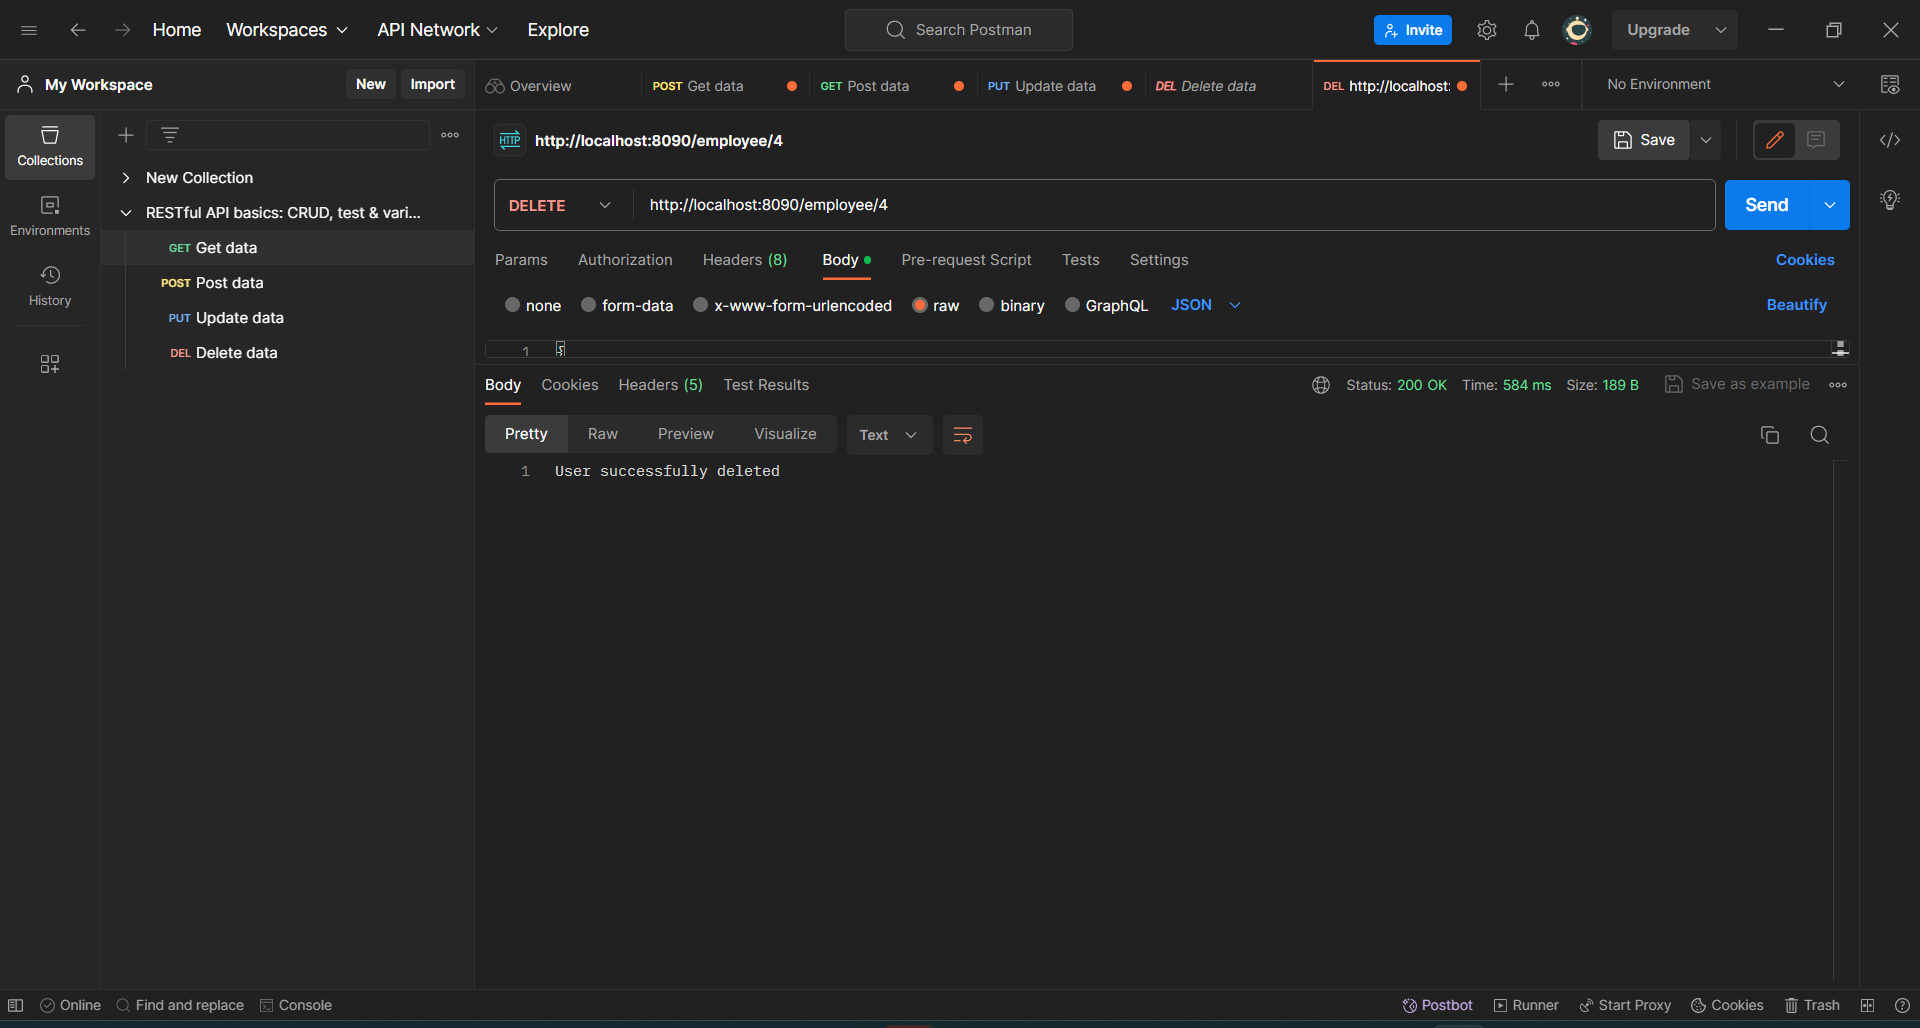 Home Workspaces API Network Explore Search Postman Invite Upgrade
My Workspace New Import Overview POST Get data GET Post data PUT Update data DEL Delete data DEL http://localhost: No Environment
Collections
Environments
History
New Collection
RESTful API basics: CRUD, test & vari...
GET Get data
POST Post data
PUT Update data
DEL Delete data
HTTP http://localhost:8090/employee/4 Save
DELETE http://localhost:8090/employee/4 Send
Params Authorization Headers (8) Body Pre-request Script Tests Settings Cookies
none form-data x-www-form-urlencoded raw binary GraphQL JSON Beautify
1 {
Body Cookies Headers (5) Test Results Status: 200 OK Time: 584 ms Size: 189 B Save as example
Pretty Raw Preview Visualize Text
1 User successfully deleted
Online Find and replace Console Postbot Runner Start Proxy Cookies Trash